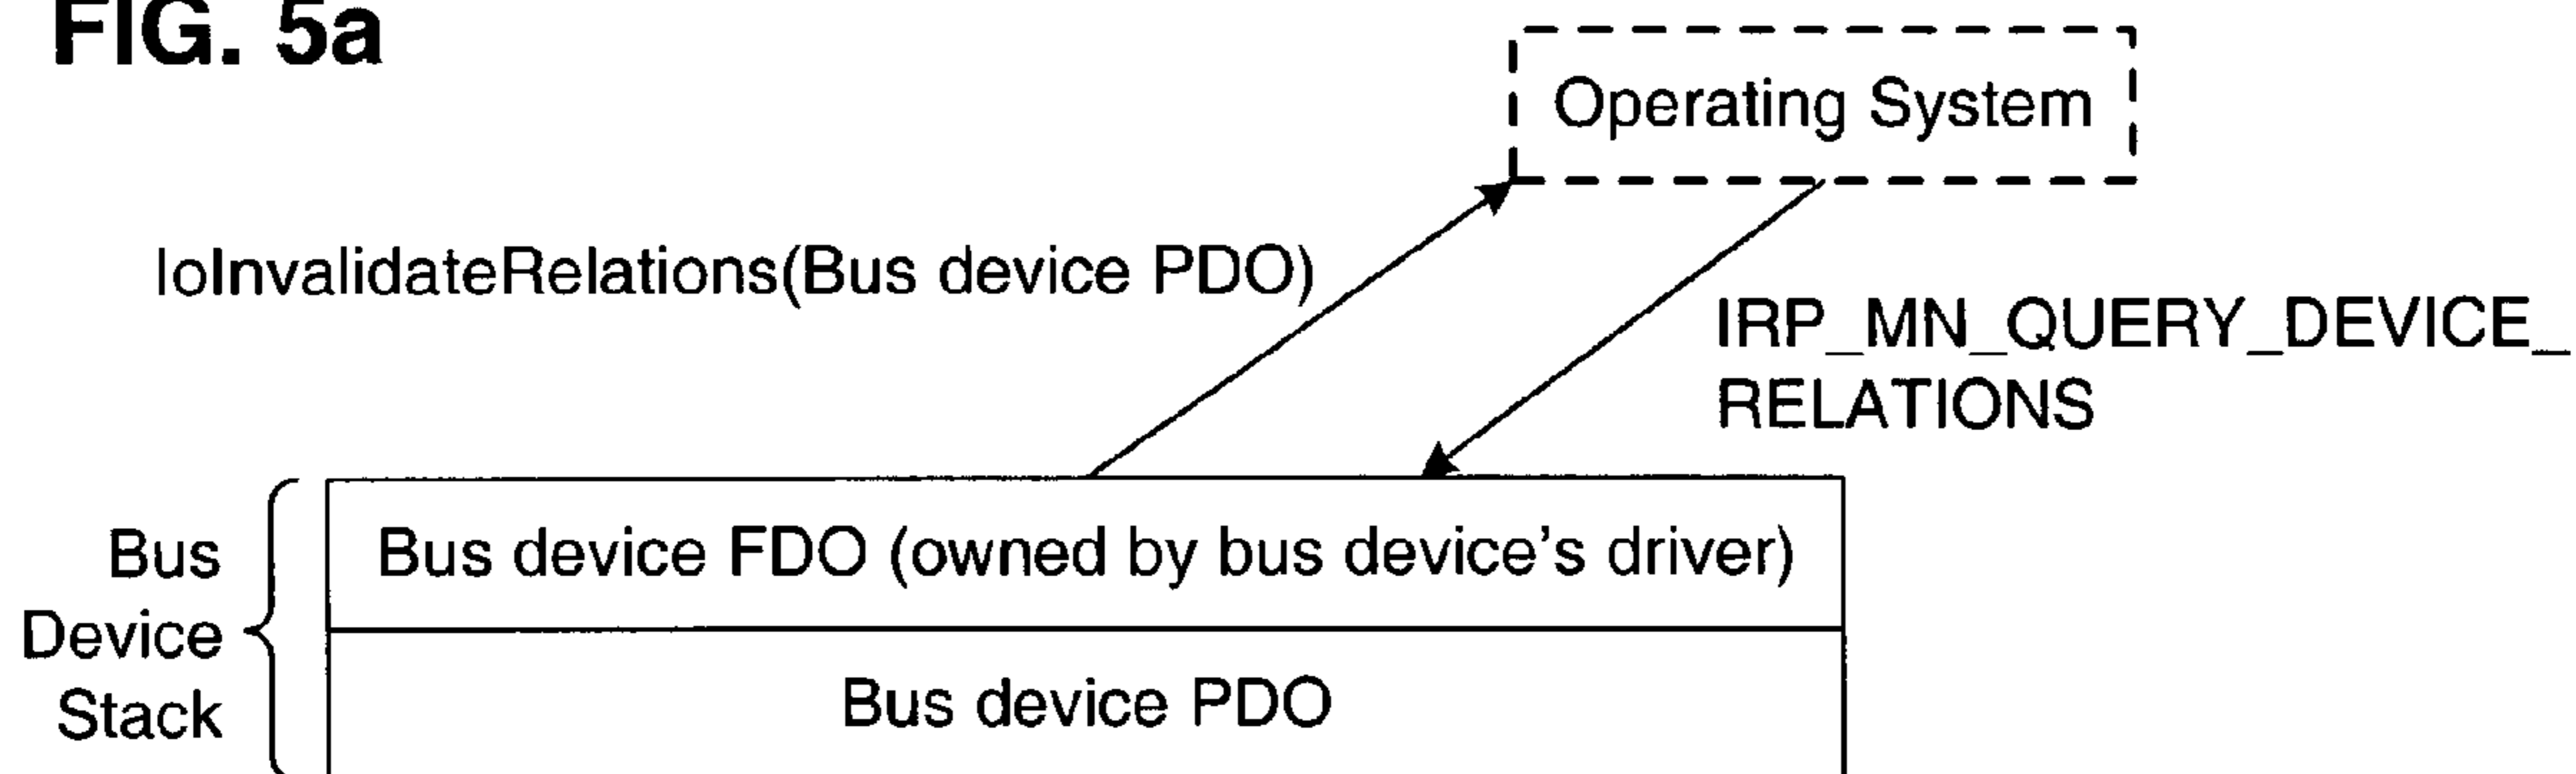 FIG. 5a
Operating System
IoInvalidateRelations(Bus device PDO)
IRP_MN_QUERY_DEVICE_
RELATIONS
Bus
Device
Stack
Bus device FDO (owned by bus device's driver)
Bus device PDO